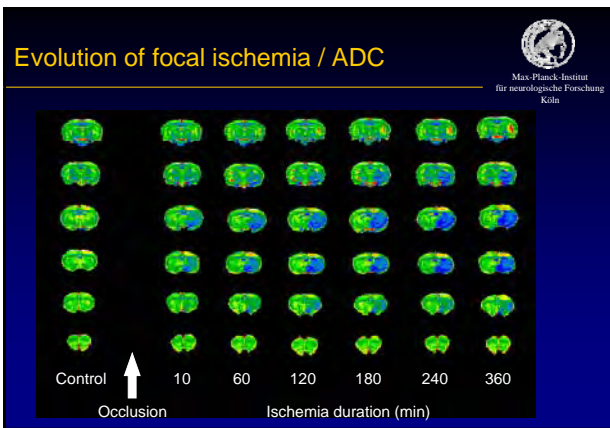 Evolution of focal ischemia / ADC
Max-Planck-Institut
für neurologische Forschung
Köln
Control 10 60 120 180 240 360
Occlusion Ischemia duration (min)